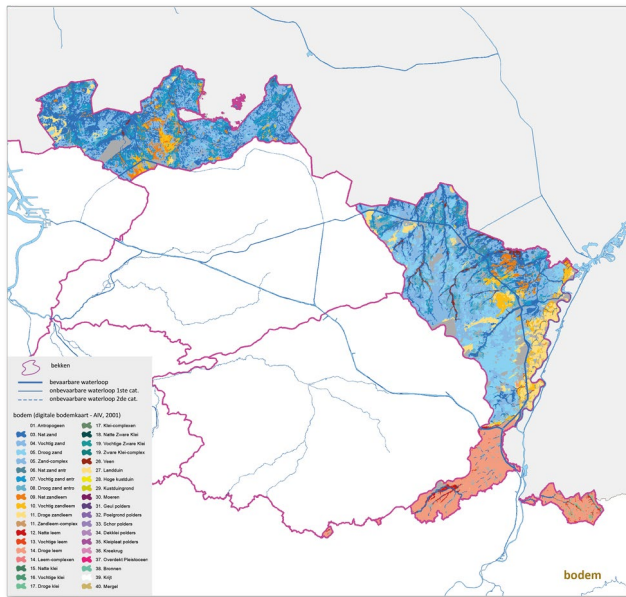 bekken
bevaarbare waterloop
onbevaarbare waterloop 1ste cat.
onbevaarbare waterloop 2de cat.
bodem (digitale bodemkaart - AIV, 2001)
01. Antropogeen
03. Nat zand
04. Vochtig zand
05. Droog zand
05. Zand-complex
06. Nat zand antr
07. Vochtig zand antr
08. Droog zand antro
09. Nat zandleem
10. Vochtig zandleem
11. Droge zandleem
11. Zandleem-complex
12. Natte leem
13. Vochtige leem
14. Droge leem
14. Leem-complexen
15. Natte klei
16. Vochtige klei
17. Droge klei
17. Klei-complexen
18. Natte Zware Klei
19. Vochtige Zware Klei
19. Zware Klei-complex
26. Veen
27. Landduin
28. Hoge kustduin
29. Kustduingrond
30. Moeren
31. Geul polders
32. Poelgrond polders
33. Schor polders
34. Dekklei polders
35. Kleiplaat polders
36. Kreekrug
37. Overdekt Pleistoceen
38. Bronnen
39. Krijt
40. Mergel
bodem